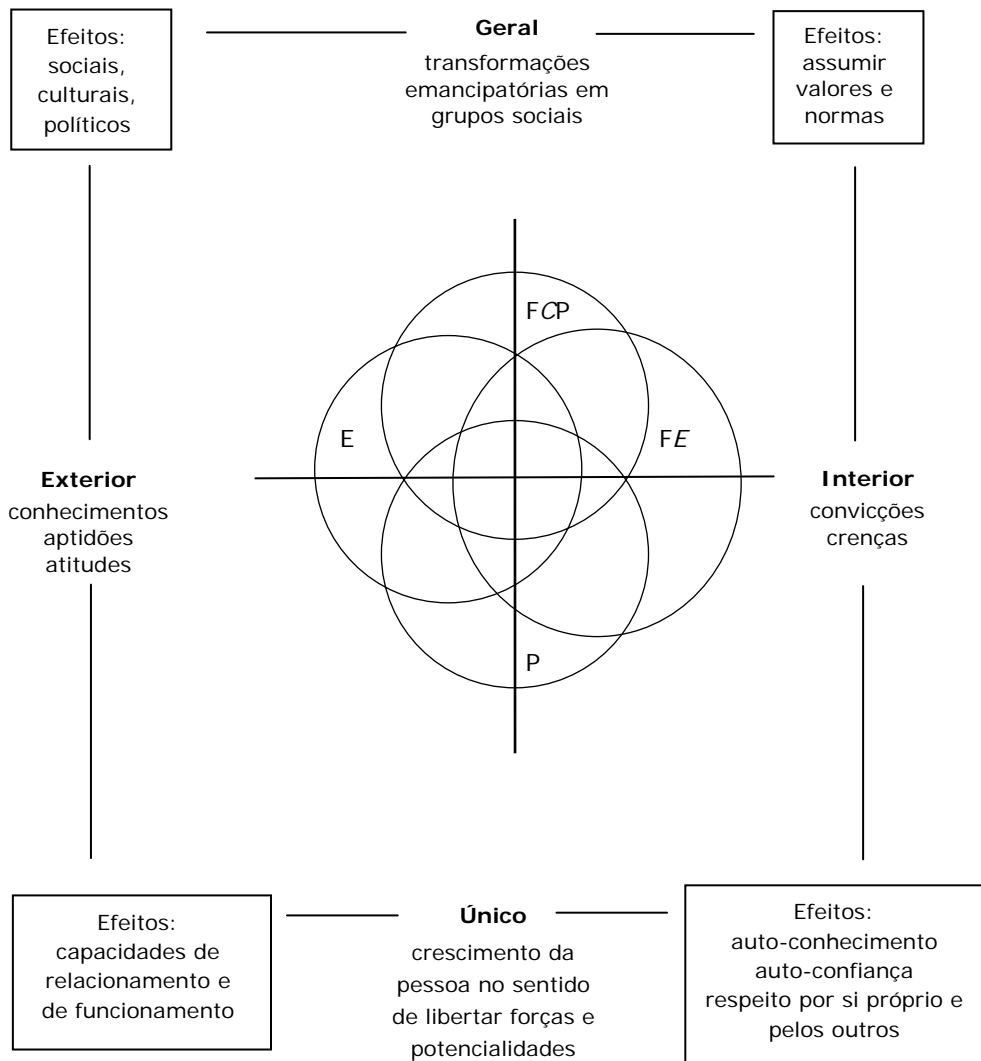 Efeitos:
sociais,
culturais,
políticos
Geral
transformações
emancipatórias em
grupos sociais
Efeitos:
assumir
valores e
normas
FCP
E
FE
Exterior
conhecimentos
aptidões
atitudes
Interior
convicções
crenças
P
Efeitos:
capacidades de
relacionamento e
de funcionamento
Único
crescimento da
pessoa no sentido
de libertar forças e
potencialidades
Efeitos:
auto-conhecimento
auto-confiança
respeito por si próprio e
pelos outros